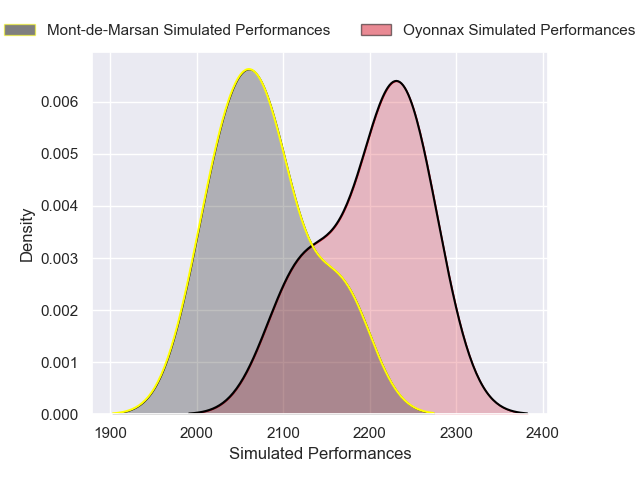 Mont-de-Marsan Simulated Performances
Oyonnax Simulated Performances
0.006
0.005
0.004
0.003
0.002
0.001
0.000
Density
1900 2000 2100 2200 2300 2400
Simulated Performances